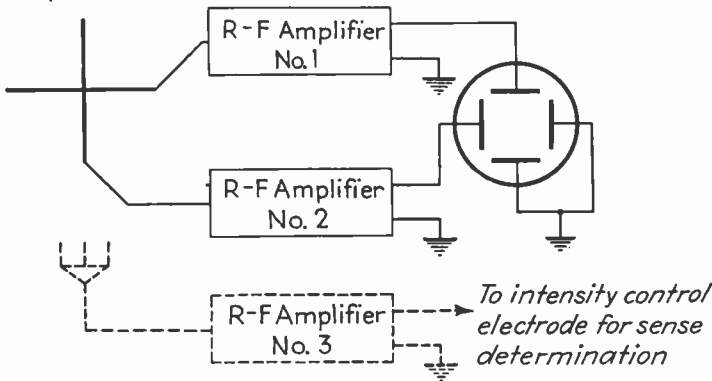 R-F Amplifier
No. 1
R-F Amplifier
No. 2
R-F Amplifier
No. 3
To intensity control
electrode for sense
determination